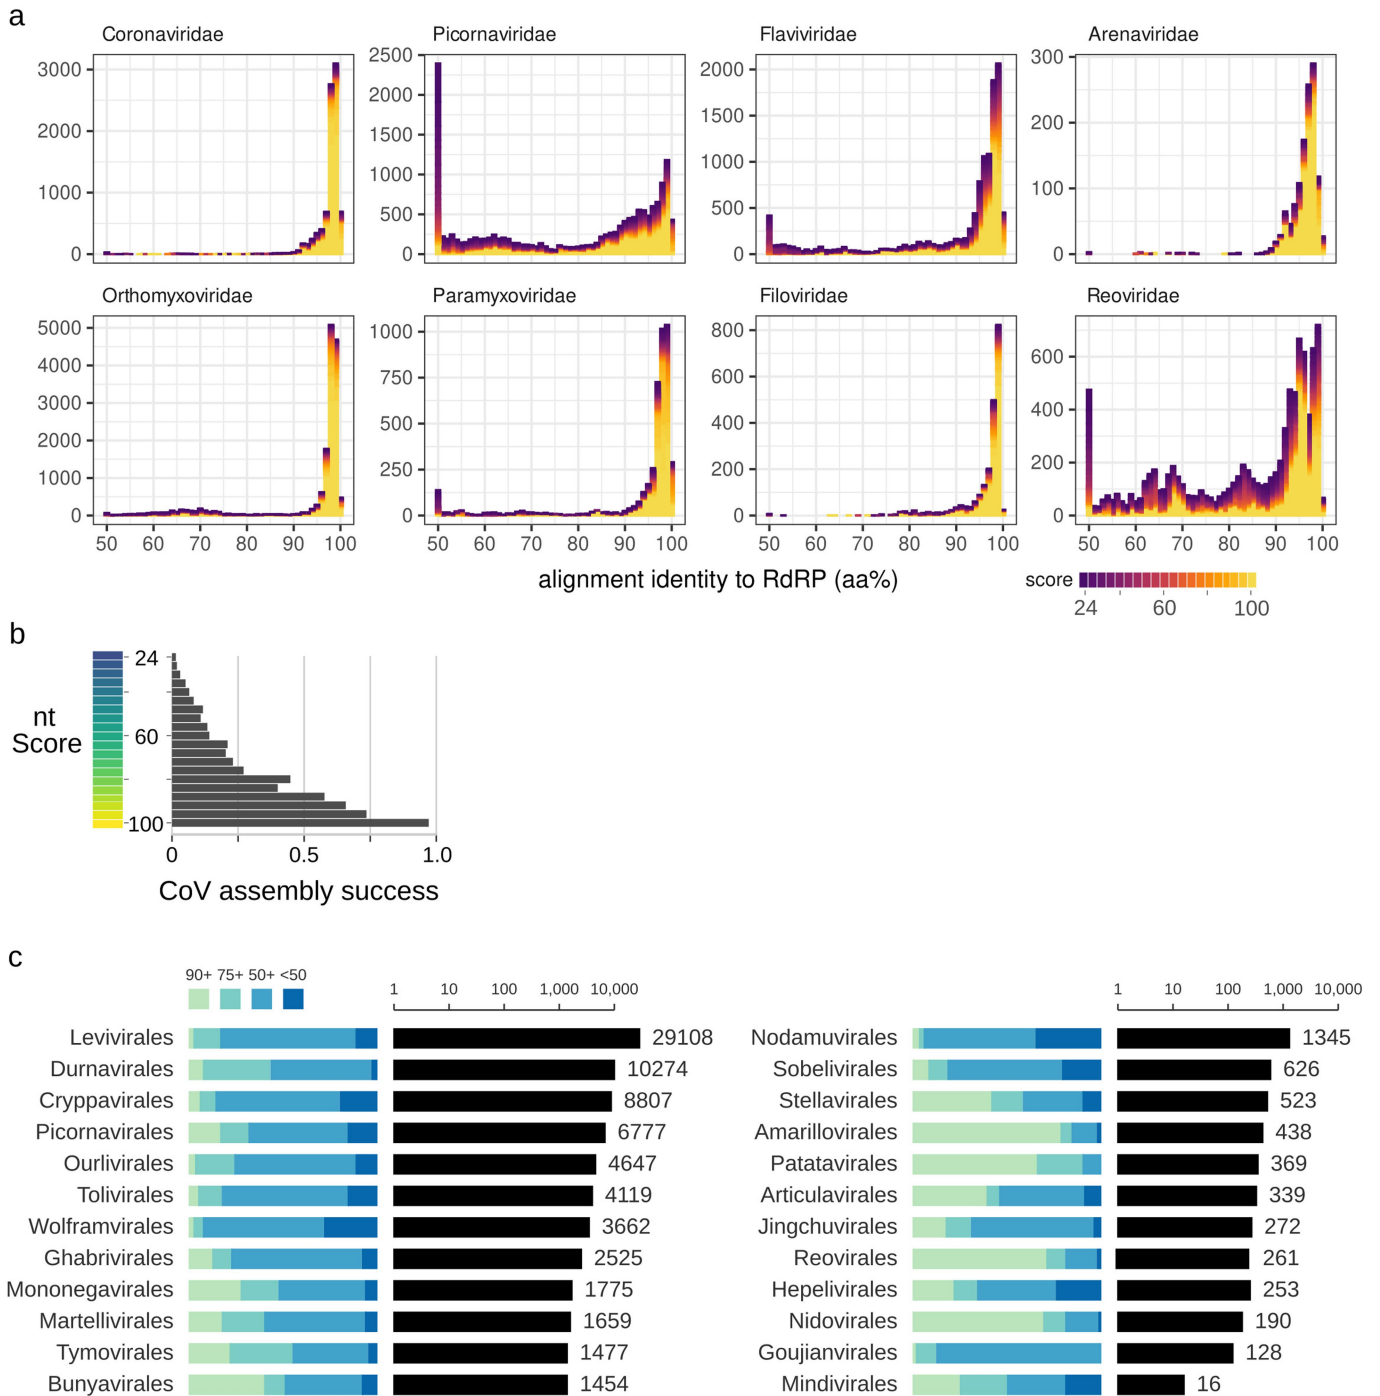 a
Coronaviridae Picornaviridae Flaviviridae Arenaviridae
3000
2000
1000
0
2500
2000
1500
1000
500
0
2000
1500
1000
500
0
300
200
100
0
Orthomyxoviridae Paramyxoviridae Filoviridae Reoviridae
5000
4000
3000
2000
1000
0
1000
750
500
250
0
800
600
400
200
0
600
400
200
0
50 60 70 80 90 100 50 60 70 80 90 100 50 60 70 80 90 100 50 60 70 80 90 100
alignment identity to RdRP (aa%)
score
24 60 100
b
nt
Score
24
60
100
0 0.5 1.0
CoV assembly success
c
90+ 75+ 50+ <50
1 10 100 1,000 10,000
1 10 100 1,000 10,000
Levivirales 29108
Durnavirales 10274
Cryppavirales 8807
Picornavirales 6777
Ourlivirales 4647
Tolivirales 4119
Wolframvirales 3662
Ghabrivirales 2525
Mononegavirales 1775
Martellivirales 1659
Tymovirales 1477
Bunyavirales 1454
Nodamuvirales 1345
Sobelivirales 626
Stellavirales 523
Amarillovirales 438
Patatavirales 369
Articulavirales 339
Jingchuvirales 272
Reovirales 261
Hepelivirales 253
Nidovirales 190
Goujianvirales 128
Mindivirales 16